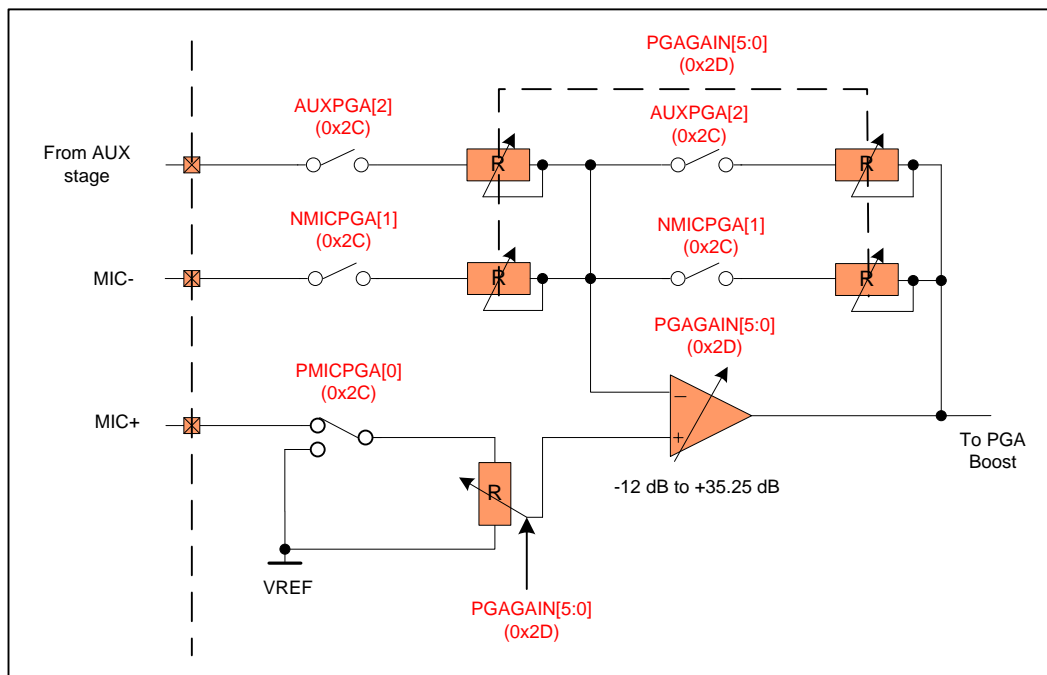 PGAGAIN[5:0]
(0x2D)
AUXPGA[2]
(0x2C)
AUXPGA[2]
(0x2C)
From AUX
stage
R
R
NMICPGA[1]
(0x2C)
NMICPGA[1]
(0x2C)
MIC-
R
R
PGAGAIN[5:0]
(0x2D)
PMICPGA[0]
(0x2C)
MIC+
−
+
To PGA
Boost
R
-12 dB to +35.25 dB
VREF
PGAGAIN[5:0]
(0x2D)